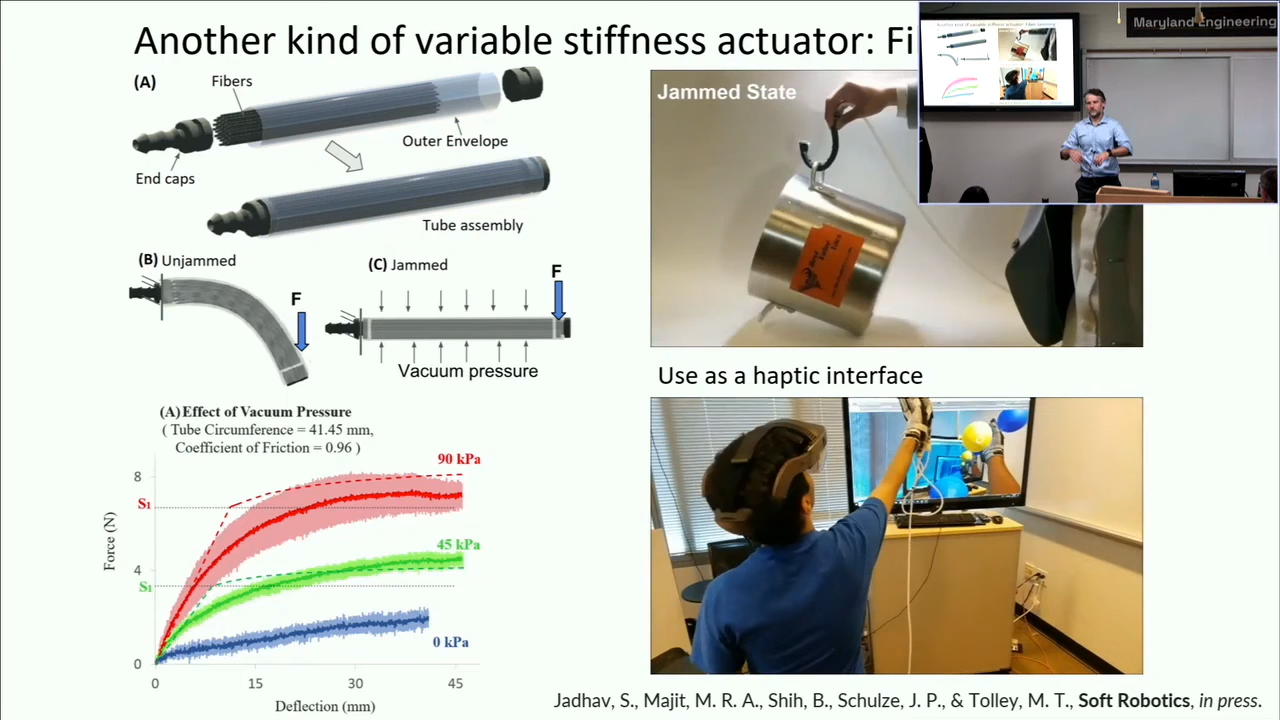 Another kind of variable stiffness actuator: Fi
Maryland Engineering
(A)
Fibers
End caps
Outer Envelope
Tube assembly
(B) Unjammed
F
(C) Jammed
F
Vacuum pressure
(A) Effect of Vacuum Pressure
( Tube Circumference = 41.45 mm,
Coefficient of Friction = 0.96 )
90 kPa
45 kPa
0 kPa
8
S1
4
S1
0
Force (N)
0 15 30 45
Deflection (mm)
Jammed State
Use as a haptic interface
Jadhav, S., Majit, M. R. A., Shih, B., Schulze, J. P., & Tolley, M. T., Soft Robotics, in press.